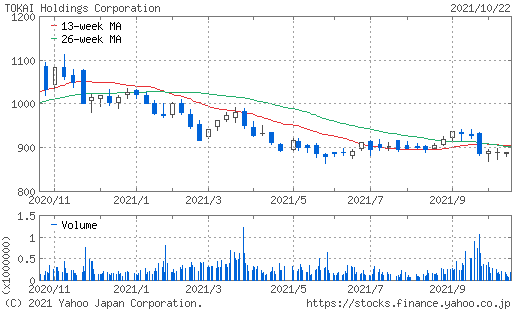 TOKAI Holdings Corporation 2021/10/22
1200
13-week MA
26-week MA
1100
1000
900
800
2020/11 2021/1 2021/3 2021/5 2021/7 2021/9
1.5
Volume
1
0.5
0
(x1000000)
2020/11 2021/1 2021/3 2021/5 2021/7 2021/9
(C) 2021 Yahoo Japan Corporation. https://stocks.finance.yahoo.co.jp/